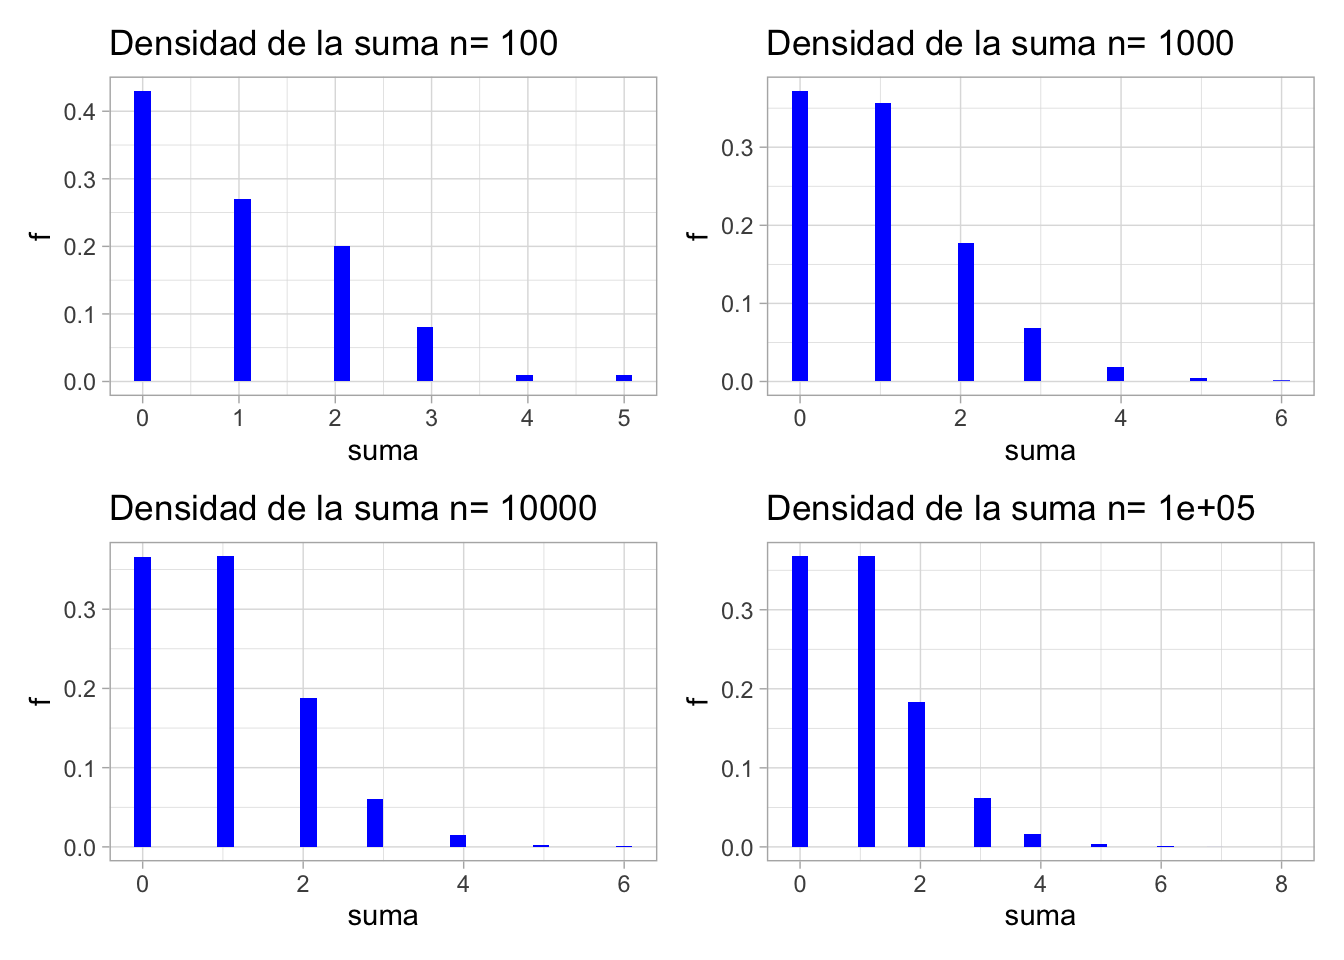 Densidad de la suma n= 100
0.4
0.3
0.2
0.1
0.0
f
0 1 2 3 4 5
suma
Densidad de la suma n= 1000
0.3
0.2
0.1
0.0
f
0 2 4 6
suma
Densidad de la suma n= 10000
0.3
0.2
0.1
0.0
f
0 2 4 6
suma
Densidad de la suma n= 1e+05
0.3
0.2
0.1
0.0
f
0 2 4 6 8
suma